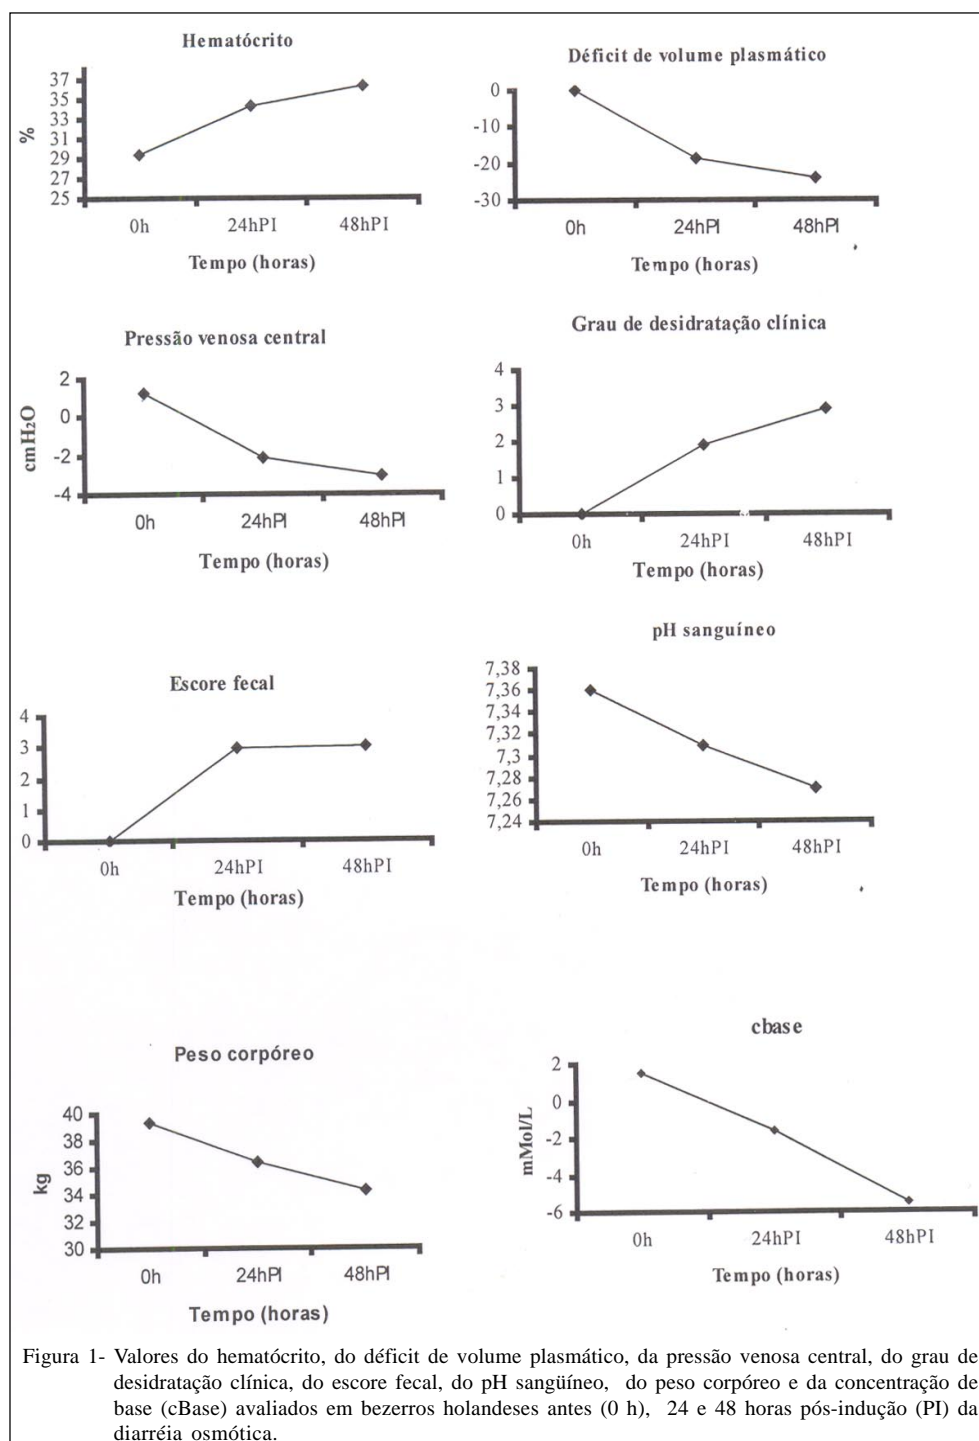 Hematócrito
37
35
33
31
29
27
25
%
0h 24hPI 48hPI
Tempo (horas)
Déficit de volume plasmático
0
-10
-20
-30
0h 24hPI 48hPI
Tempo (horas)
Pressão venosa central
2
0
-2
-4
cmH₂O
0h 24hPI 48hPI
Tempo (horas)
Grau de desidratação clínica
4
3
2
1
0
0h 24hPI 48hPI
Tempo (horas)
Escore fecal
4
3
2
1
0
0h 24hPI 48hPI
Tempo (horas)
pH sanguíneo
7,38
7,36
7,34
7,32
7,3
7,28
7,26
7,24
0h 24hPI 48hPI
Tempo (horas)
Peso corpóreo
40
38
36
34
32
30
kg
0h 24hPI 48hPI
Tempo (horas)
cbase
2
0
-2
-4
-6
mMol/L
0h 24hPI 48hPI
Tempo (horas)
Figura 1- Valores do hematócrito, do déficit de volume plasmático, da pressão venosa central, do grau de
desidratação clínica, do escore fecal, do pH sangüíneo, do peso corpóreo e da concentração de
base (cBase) avaliados em bezerros holandeses antes (0 h), 24 e 48 horas pós-indução (PI) da
diarréia osmótica.